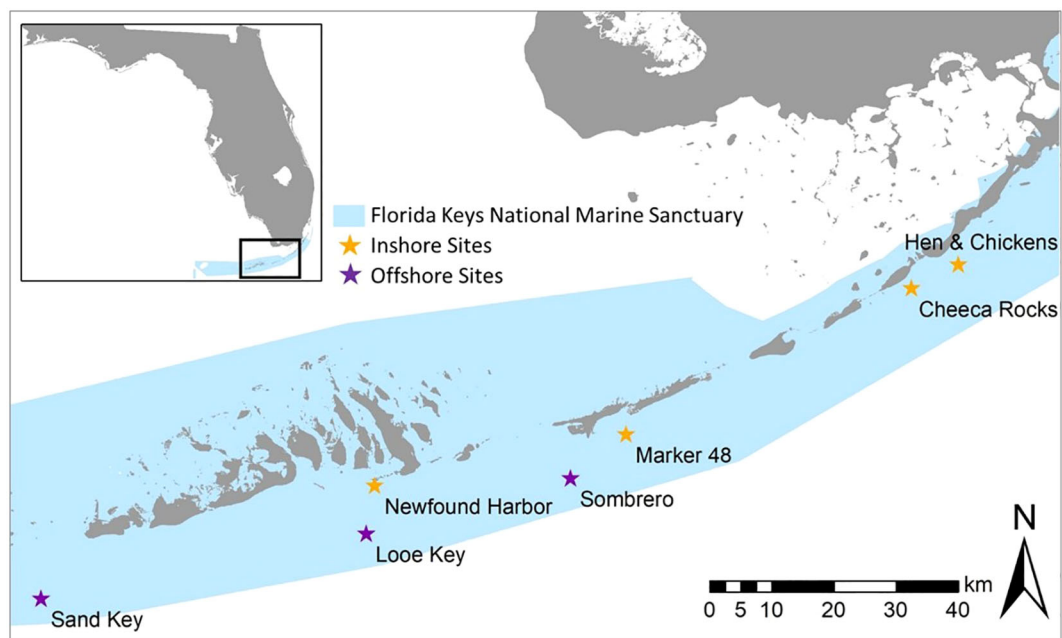 Florida Keys National Marine Sanctuary
Inshore Sites
Offshore Sites
Hen & Chickens
Cheeca Rocks
Marker 48
Sombrero
Newfound Harbor
Looe Key
Sand Key
N
km
0 5 10 20 30 40